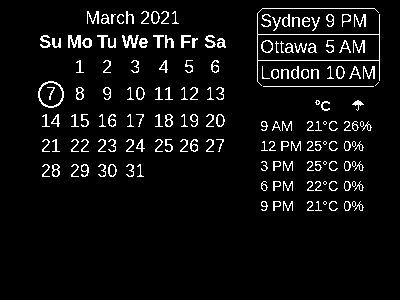 March 2021
Su Mo Tu We Th Fr Sa
1 2 3 4 5 6
7 8 9 10 11 12 13
14 15 16 17 18 19 20
21 22 23 24 25 26 27
28 29 30 31
Sydney 9 PM
Ottawa 5 AM
London 10 AM
°C ☂
9 AM 21°C 26%
12 PM 25°C 0%
3 PM 25°C 0%
6 PM 22°C 0%
9 PM 21°C 0%